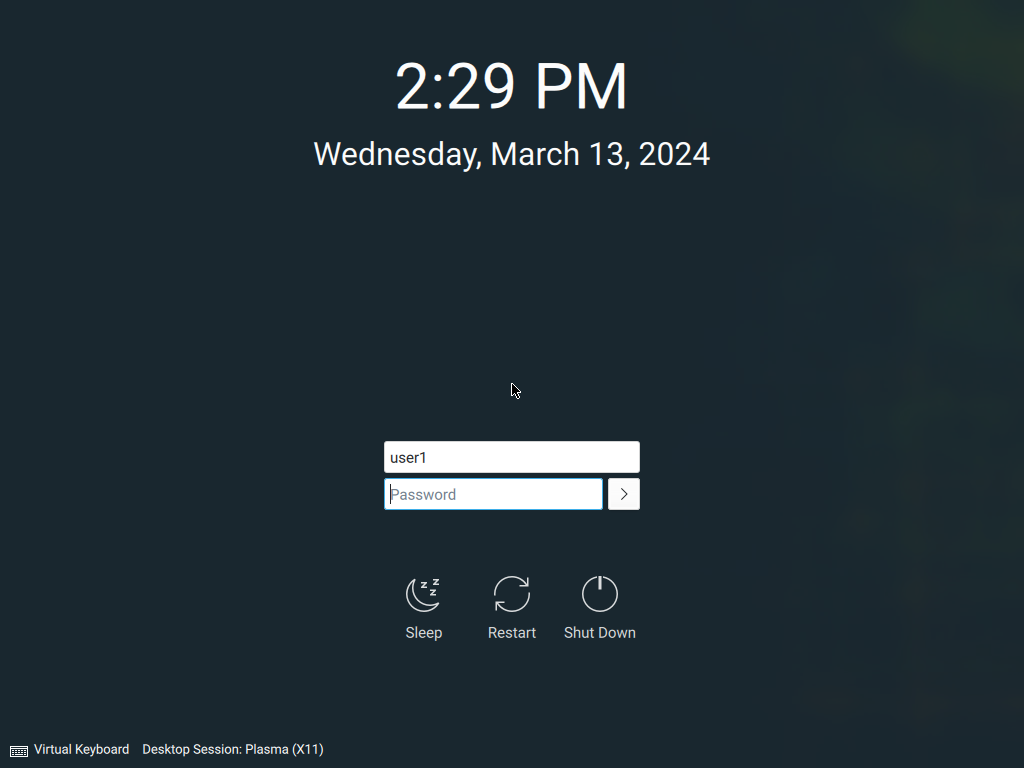 2:29 PM
Wednesday, March 13, 2024
user1
Password
Sleep
Restart
Shut Down
Virtual Keyboard
Desktop Session: Plasma (X11)